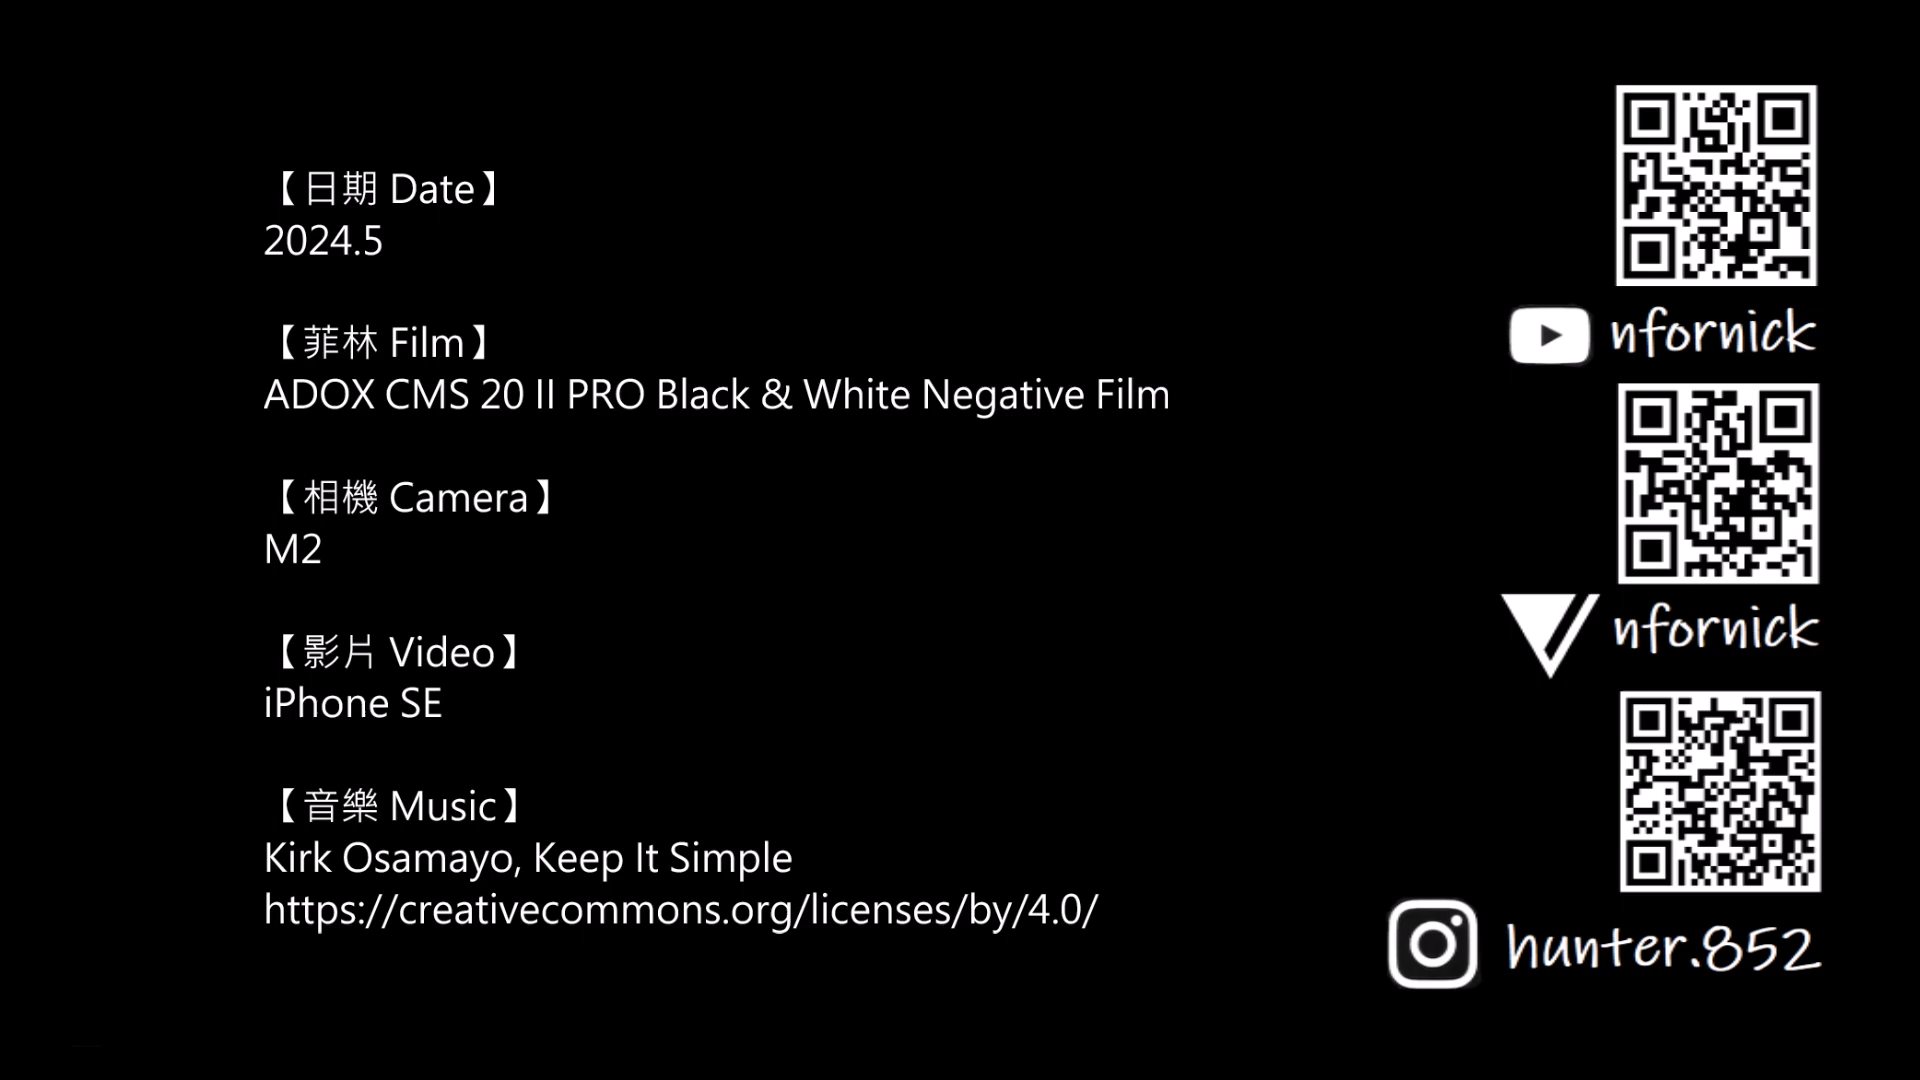 【日期 Date】
2024.5
【菲林 Film】
ADOX CMS 20 II PRO Black & White Negative Film
【相機 Camera】
M2
【影片 Video】
iPhone SE
【音樂 Music】
Kirk Osamayo, Keep It Simple
https://creativecommons.org/licenses/by/4.0/
nfornick
nfornick
hunter.852